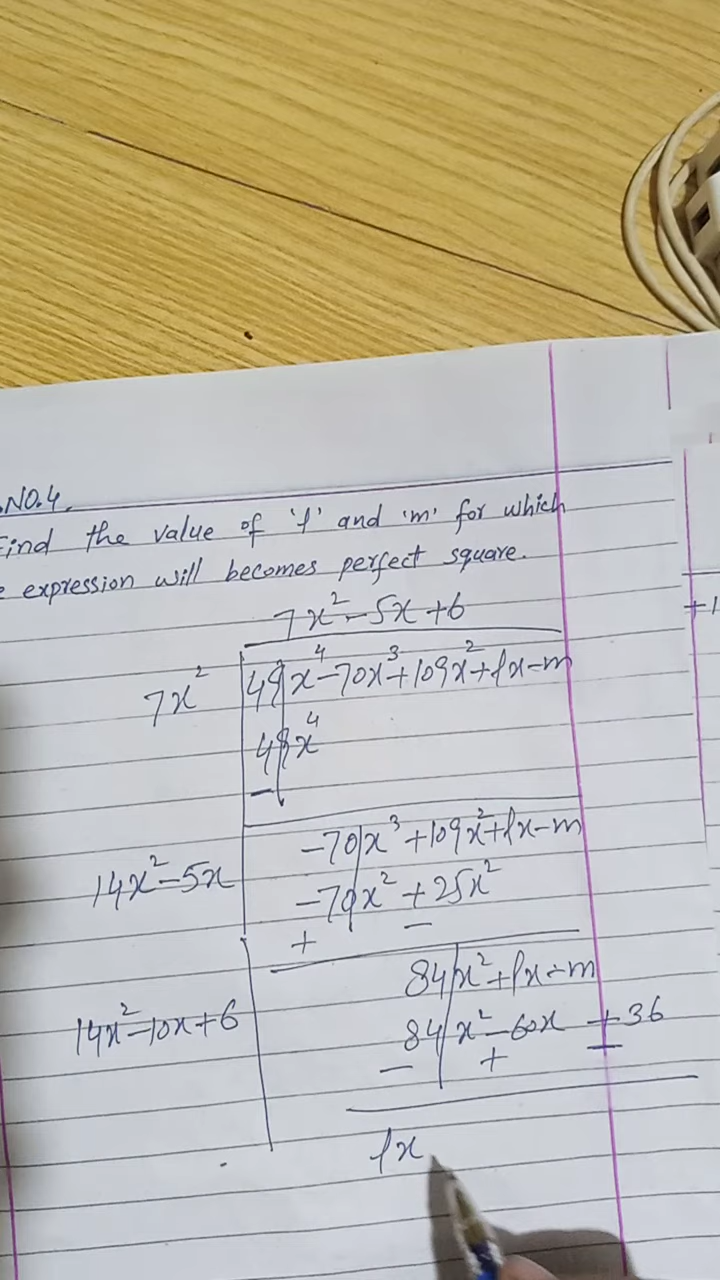 .NO.4.
Find the value of 'l' and 'm' for which
e expression will becomes perfect square.
7x² - 5x + 6
7x² 49x⁴ - 70x³ + 109x² + lx - m
49x⁴
-
-70x³ + 109x² + lx - m
14x² - 5x -70x² + 25x²
+ -
84x² + lx - m
14x² - 10x + 6 84x² - 60x + 36
- + -
lx
+1